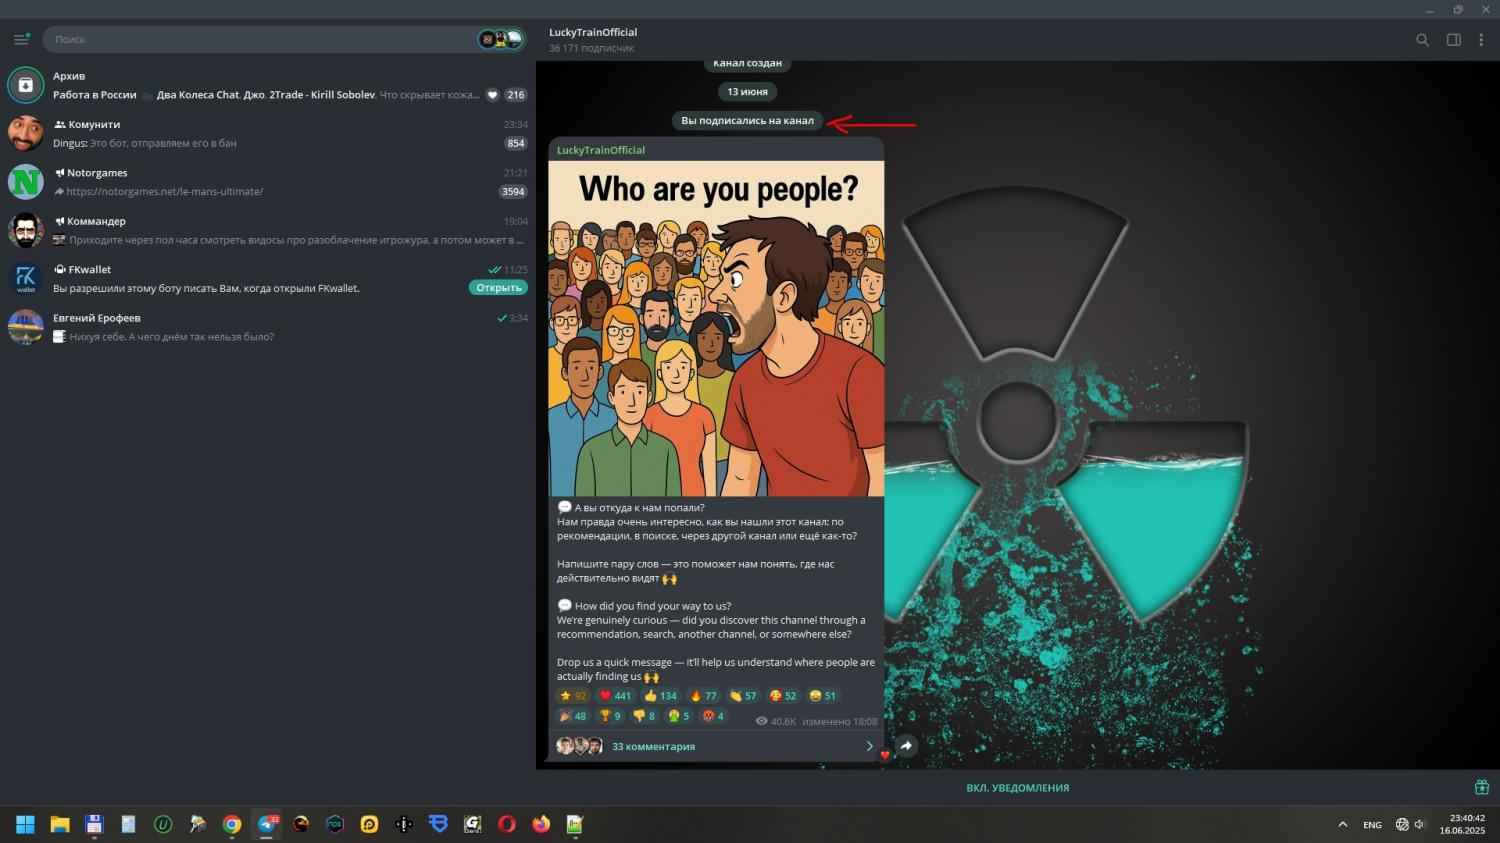 Поиск
Архив
Работа в России Два Колеса Chat. Джо. 2Trade - Kirill Sobolev. Что скрывает кожа... 216
Комунити 23:34
Dingus: Это бот, отправляем его в бан 854
Notorgames 21:21
https://notorgames.net/le-mans-ultimate/ 3594
Коммандер 19:04
Приходите через пол часа смотреть видосы про разоблачение игрожура, а потом может в ...
FKwallet 11:25
Вы разрешили этому боту писать Вам, когда открыли FKwallet. Открыть
Евгений Ерофеев 3:34
Нихуя себе. А чего днём так нельзя было?
N
FK
wallet
LuckyTrainOfficial
36 171 подписчик
Канал создан
13 июня
Вы подписались на канал
LuckyTrainOfficial
Who are you people?
А вы откуда к нам попали?
Нам правда очень интересно, как вы нашли этот канал: по
рекомендации, в поиске, через другой канал или ещё как-то?
Напишите пару слов — это поможет нам понять, где нас
действительно видят
How did you find your way to us?
We're genuinely curious — did you discover this channel through a
recommendation, search, another channel, or somewhere else?
Drop us a quick message — it'll help us understand where people are
actually finding us
92 441 134 77 57 52 51
48 9 8 5 4 40.6K изменено 18:08
33 комментария
ВКЛ. УВЕДОМЛЕНИЯ
32
nox
ENG
23:40:42
16.06.2025